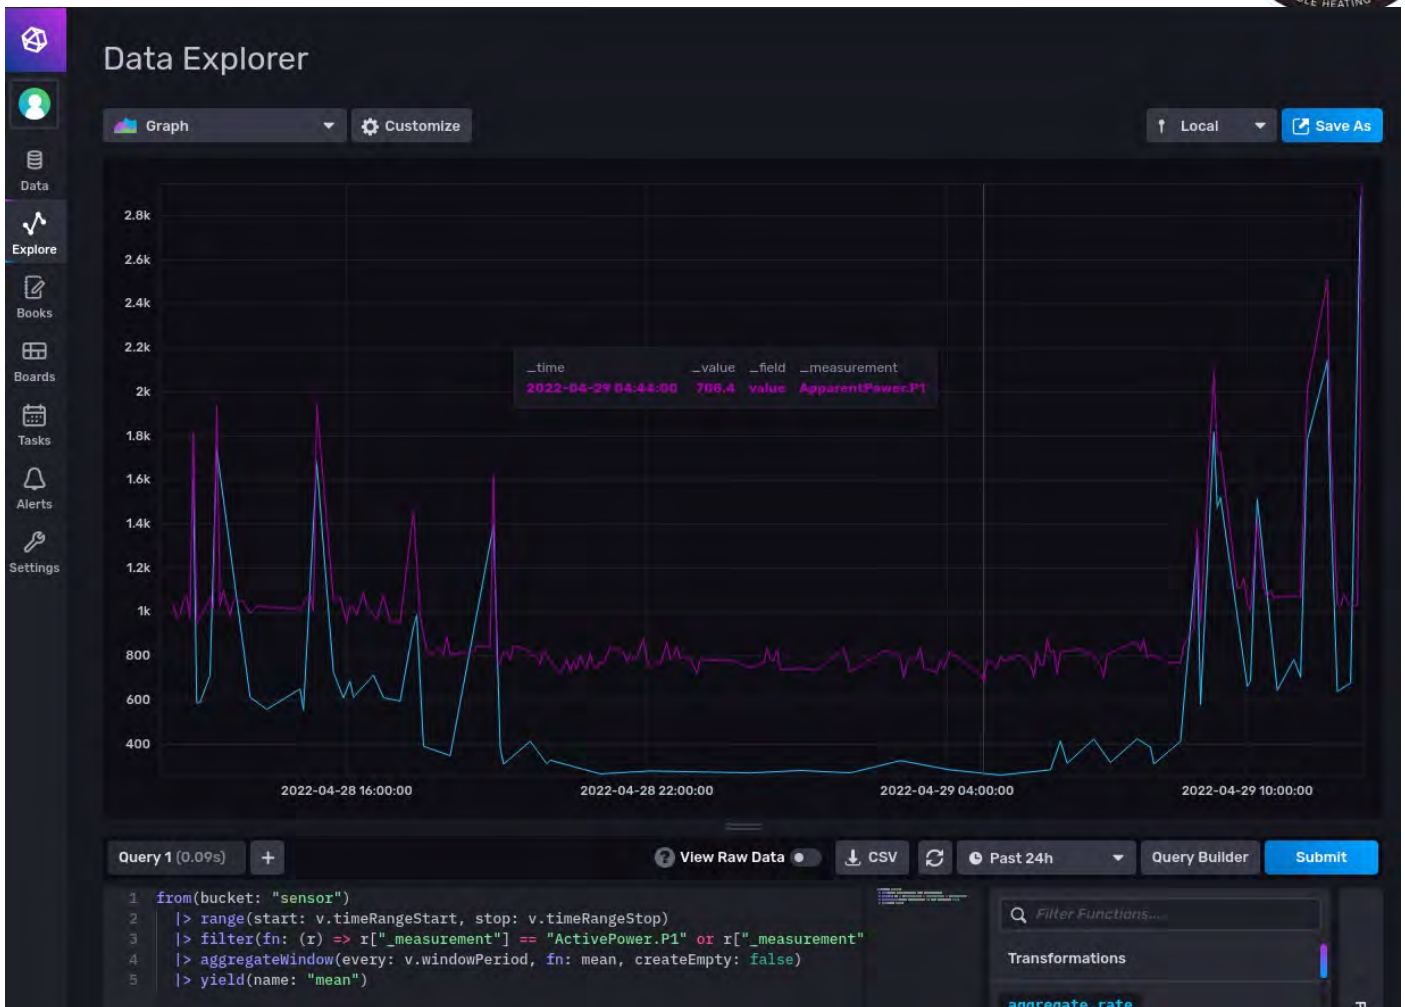 LE HEATING
Data Explorer
Graph
Customize
Local
Save As
Data
Explore
Books
Boards
Tasks
Alerts
Settings
2.8k
2.6k
2.4k
2.2k
2k
1.8k
1.6k
1.4k
1.2k
1k
800
600
400
_time _value _field _measurement
2022-04-29 04:44:00 708.4 value ApparentPower.P1
2022-04-28 16:00:00 2022-04-28 22:00:00 2022-04-29 04:00:00 2022-04-29 10:00:00
Query 1 (0.09s) +
? View Raw Data
CSV
Past 24h
Query Builder
Submit
1 from(bucket: "sensor")
2 |> range(start: v.timeRangeStart, stop: v.timeRangeStop)
3 |> filter(fn: (r) => r["_measurement"] == "ActivePower.P1" or r["_measurement"
4 |> aggregateWindow(every: v.windowPeriod, fn: mean, createEmpty: false)
5 |> yield(name: "mean")
Filter Functions...
Transformations
aggregate.rate